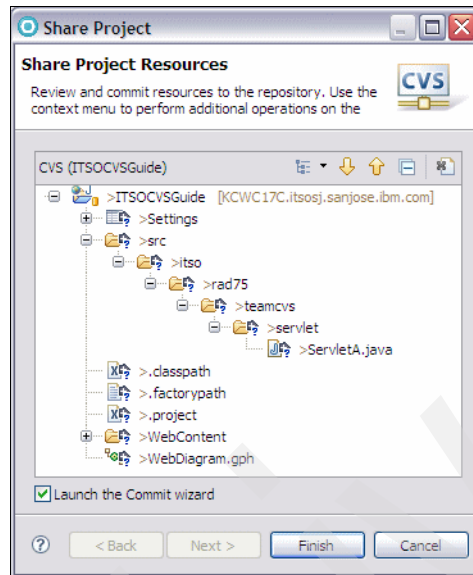 Share Project
Share Project Resources
Review and commit resources to the repository. Use the
context menu to perform additional operations on the
CVS
CVS (ITSOCVSGuide)
>ITSOCVSGuide [KCWC17C.itsosj.sanjose.ibm.com]
>Settings
>src
>itso
>rad75
>teamcvs
>servlet
>ServletA.java
>.classpath
>.factorypath
>.project
>WebContent
>WebDiagram.gph
Launch the Commit wizard
< Back Next > Finish Cancel